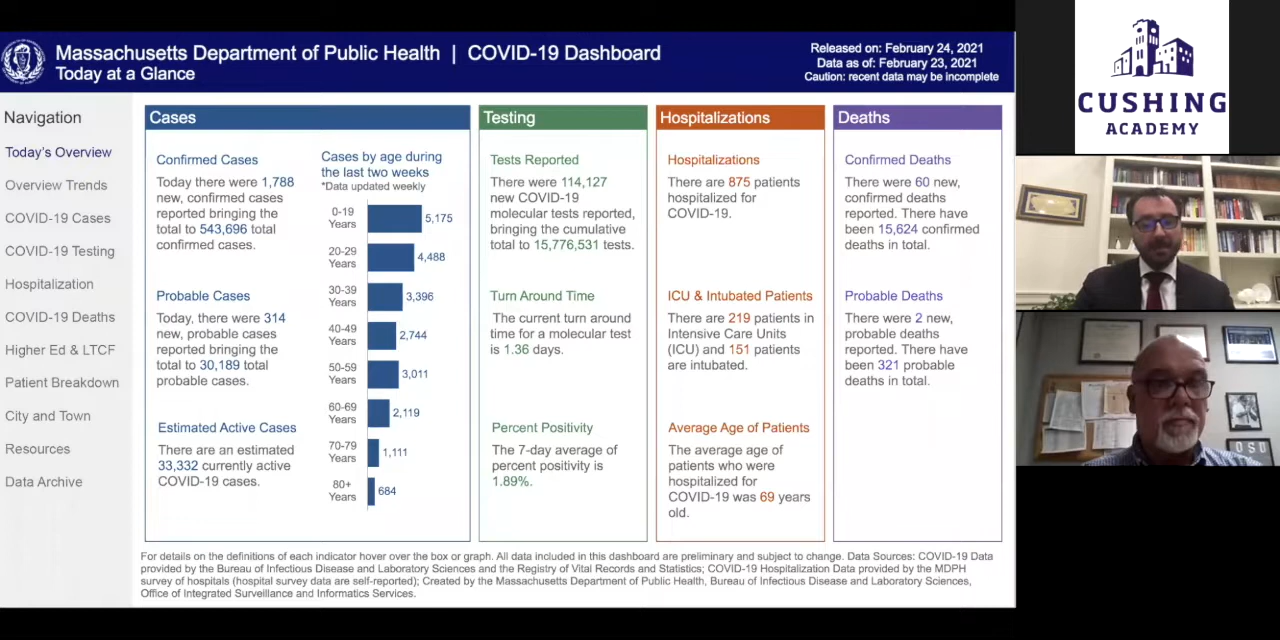 Massachusetts Department of Public Health | COVID-19 Dashboard
Today at a Glance
Released on: February 24, 2021
Data as of: February 23, 2021
Caution: recent data may be incomplete
Navigation
Today's Overview
Overview Trends
COVID-19 Cases
COVID-19 Testing
Hospitalization
COVID-19 Deaths
Higher Ed & LTCF
Patient Breakdown
City and Town
Resources
Data Archive
Cases
Confirmed Cases
Today there were 1,788
new, confirmed cases
reported bringing the
total to 543,696 total
confirmed cases.
Probable Cases
Today, there were 314
new, probable cases
reported bringing the
total to 30,189 total
probable cases.
Estimated Active Cases
There are an estimated
33,332 currently active
COVID-19 cases.
Cases by age during
the last two weeks
*Data updated weekly
0-19
Years
5,175
20-29
Years
4,488
30-39
Years
3,396
40-49
Years
2,744
50-59
Years
3,011
60-69
Years
2,119
70-79
Years
1,111
80+
Years
684
Testing
Tests Reported
There were 114,127
new COVID-19
molecular tests reported,
bringing the cumulative
total to 15,776,531 tests.
Turn Around Time
The current turn around
time for a molecular test
is 1.36 days.
Percent Positivity
The 7-day average of
percent positivity is
1.89%.
Hospitalizations
Hospitalizations
There are 875 patients
hospitalized for
COVID-19.
ICU & Intubated Patients
There are 219 patients in
Intensive Care Units
(ICU) and 151 patients
are intubated.
Average Age of Patients
The average age of
patients who were
hospitalized for
COVID-19 was 69 years
old.
Deaths
Confirmed Deaths
There were 60 new,
confirmed deaths
reported. There have
been 15,624 confirmed
deaths in total.
Probable Deaths
There were 2 new,
probable deaths
reported. There have
been 321 probable
deaths in total.
For details on the definitions of each indicator hover over the box or graph. All data included in this dashboard are preliminary and subject to change. Data Sources: COVID-19 Data
provided by the Bureau of Infectious Disease and Laboratory Sciences and the Registry of Vital Records and Statistics; COVID-19 Hospitalization Data provided by the MDPH
survey of hospitals (hospital survey data are self-reported); Created by the Massachusetts Department of Public Health, Bureau of Infectious Disease and Laboratory Sciences,
Office of Integrated Surveillance and Informatics Services.
CUSHING
ACADEMY